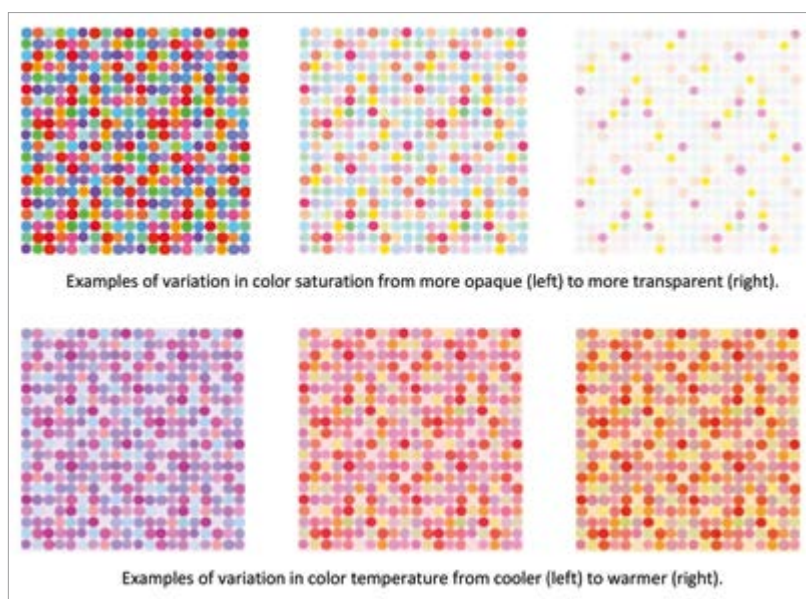 Examples of variation in color saturation from more opaque (left) to more transparent (right).
Examples of variation in color temperature from cooler (left) to warmer (right).